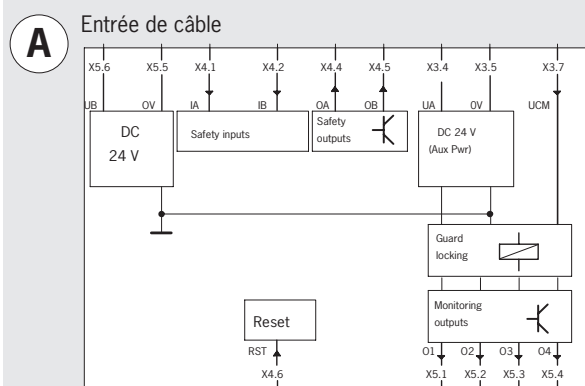 A
Entrée de câble
X5.6 X5.5 X4.1 X4.2 X4.4 X4.5 X3.4 X3.5 X3.7
UB 0V IA IB OA OB UA 0V UCM
DC
24 V
Safety inputs
Safety
outputs
DC 24 V
(Aux Pwr)
Guard
locking
Monitoring
outputs
Reset
RST
X4.6
O1 O2 O3 O4
X5.1 X5.2 X5.3 X5.4